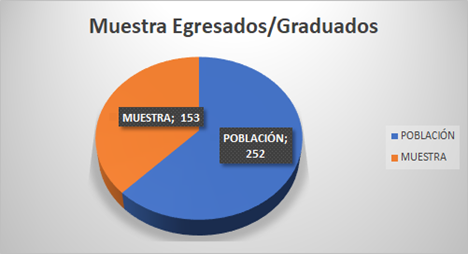 Muestra Egresados/Graduados
MUESTRA; 153
POBLACIÓN;
252
POBLACIÓN
MUESTRA